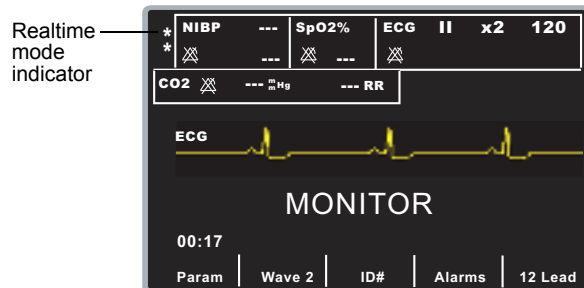 Realtime
mode
indicator
* NIBP --- SpO2% ECG II x2 120
* --- ---
CO2 --- mmHg --- RR
ECG
MONITOR
00:17
Param Wave 2 ID# Alarms 12 Lead